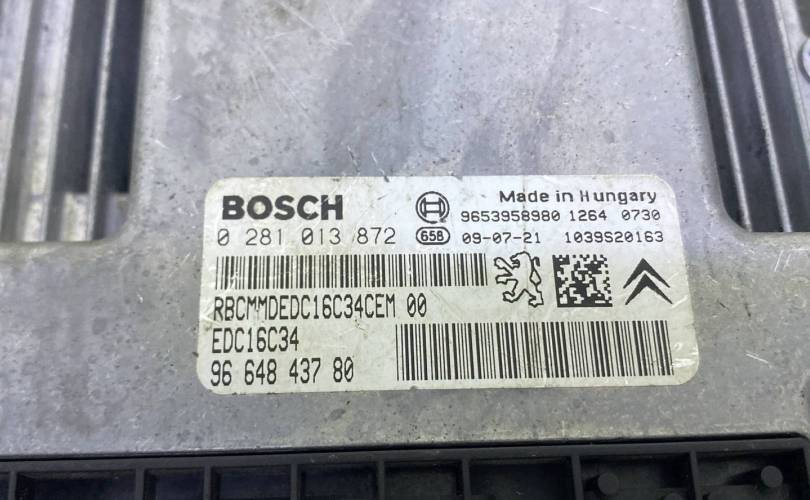 BOSCH
Made in Hungary
9653958980 1264 0730
0 281 013 872 658 09-07-21 1039S20163
RBCMMDEDC16C34CEM 00
EDC16C34
96 648 437 80